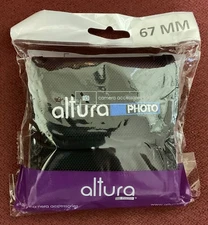 67 MM
camera accessories
altura PHOTO
altura